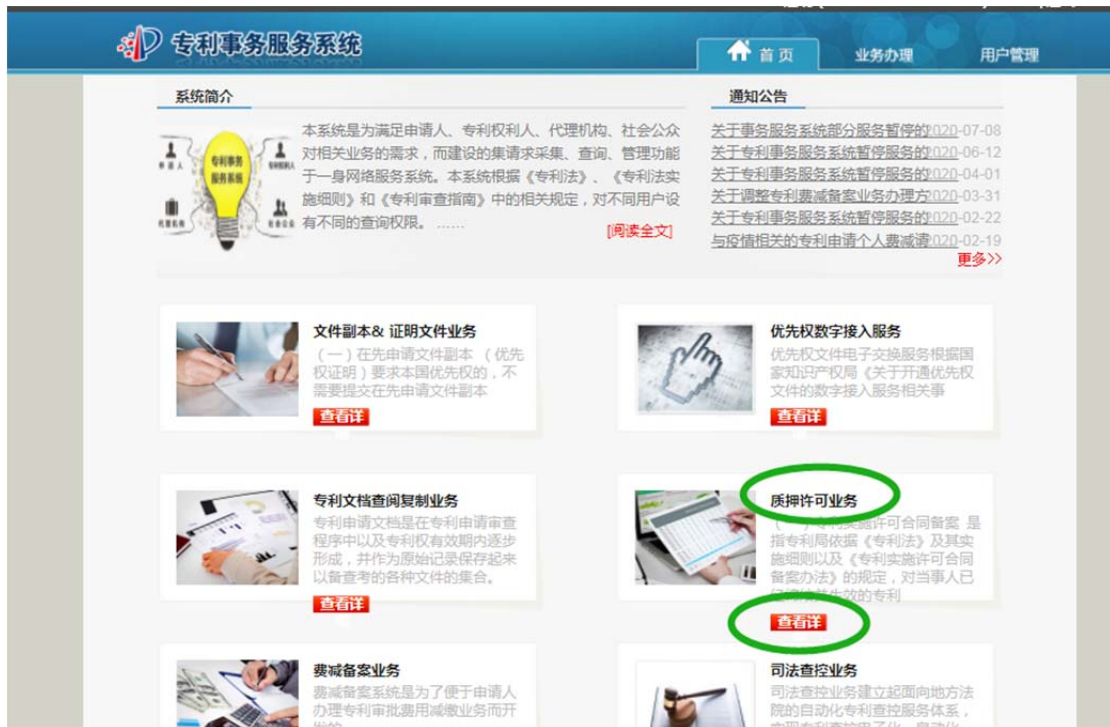 专利事务服务系统
首页
业务办理
用户管理
系统简介
专利事务
服务系统
本系统是为满足申请人、专利权利人、代理机构、社会公众
对相关业务的需求，而建设的集请求采集、查询、管理功能
于一身网络服务系统。本系统根据《专利法》、《专利法实
施细则》和《专利审查指南》中的相关规定，对不同用户设
有不同的查询权限。……
[阅读全文]
通知公告
关于事务服务系统部分服务暂停的2020-07-08
关于专利事务服务系统暂停服务的2020-06-12
关于专利事务服务系统暂停服务的2020-04-01
关于调整专利费减备案业务办理方2020-03-31
关于专利事务服务系统暂停服务的2020-02-22
与疫情相关的专利申请个人费减请2020-02-19
更多>>
文件副本& 证明文件业务
（一）在先申请文件副本 （优先
权证明）要求本国优先权的，不
需要提交在先申请文件副本
查看详
优先权数字接入服务
优先权文件电子交换服务根据国
家知识产权局《关于开通优先权
文件的数字接入服务相关事
查看详
专利文档查阅复制业务
专利申请文档是在专利申请审查
程序中以及专利权有效期内逐步
形成，并作为原始记录保存起来
以备查考的各种文件的集合。
查看详
质押许可业务
（一）专利实施许可合同备案 是
指专利局依据《专利法》及其实
施细则以及《专利实施许可合同
备案办法》的规定，对当事人已
生效的专利
查看详
费减备案业务
费减备案系统是为了便于申请人
办理专利审批费用减缴业务而开
司法查控业务
司法查控业务建立起面向地方法
院的自动化专利查控服务体系，